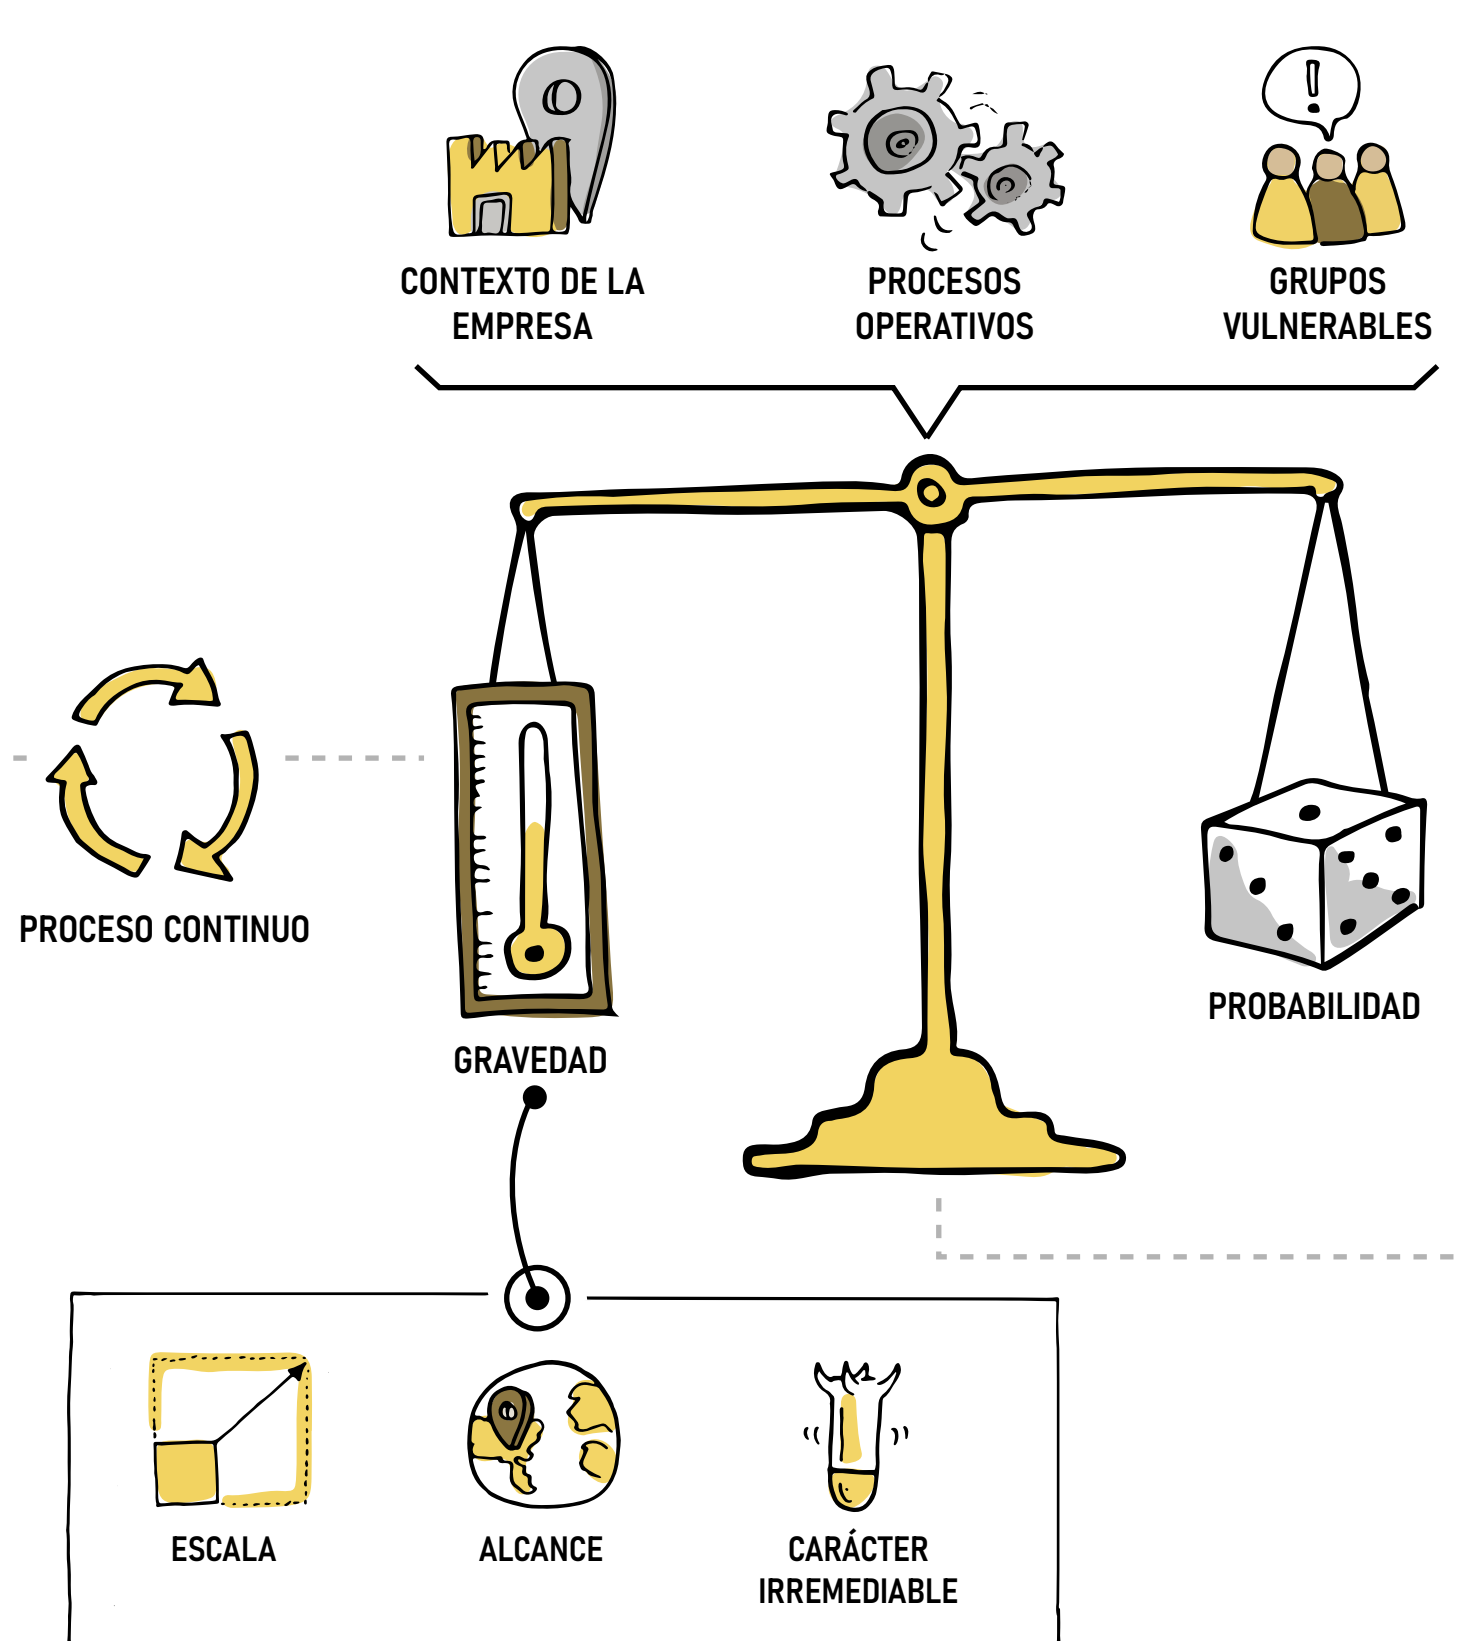 CONTEXTO DE LA
EMPRESA
PROCESOS
OPERATIVOS
GRUPOS
VULNERABLES
PROCESO CONTINUO
GRAVEDAD
PROBABILIDAD
ESCALA
ALCANCE
CARÁCTER
IRREMEDIABLE